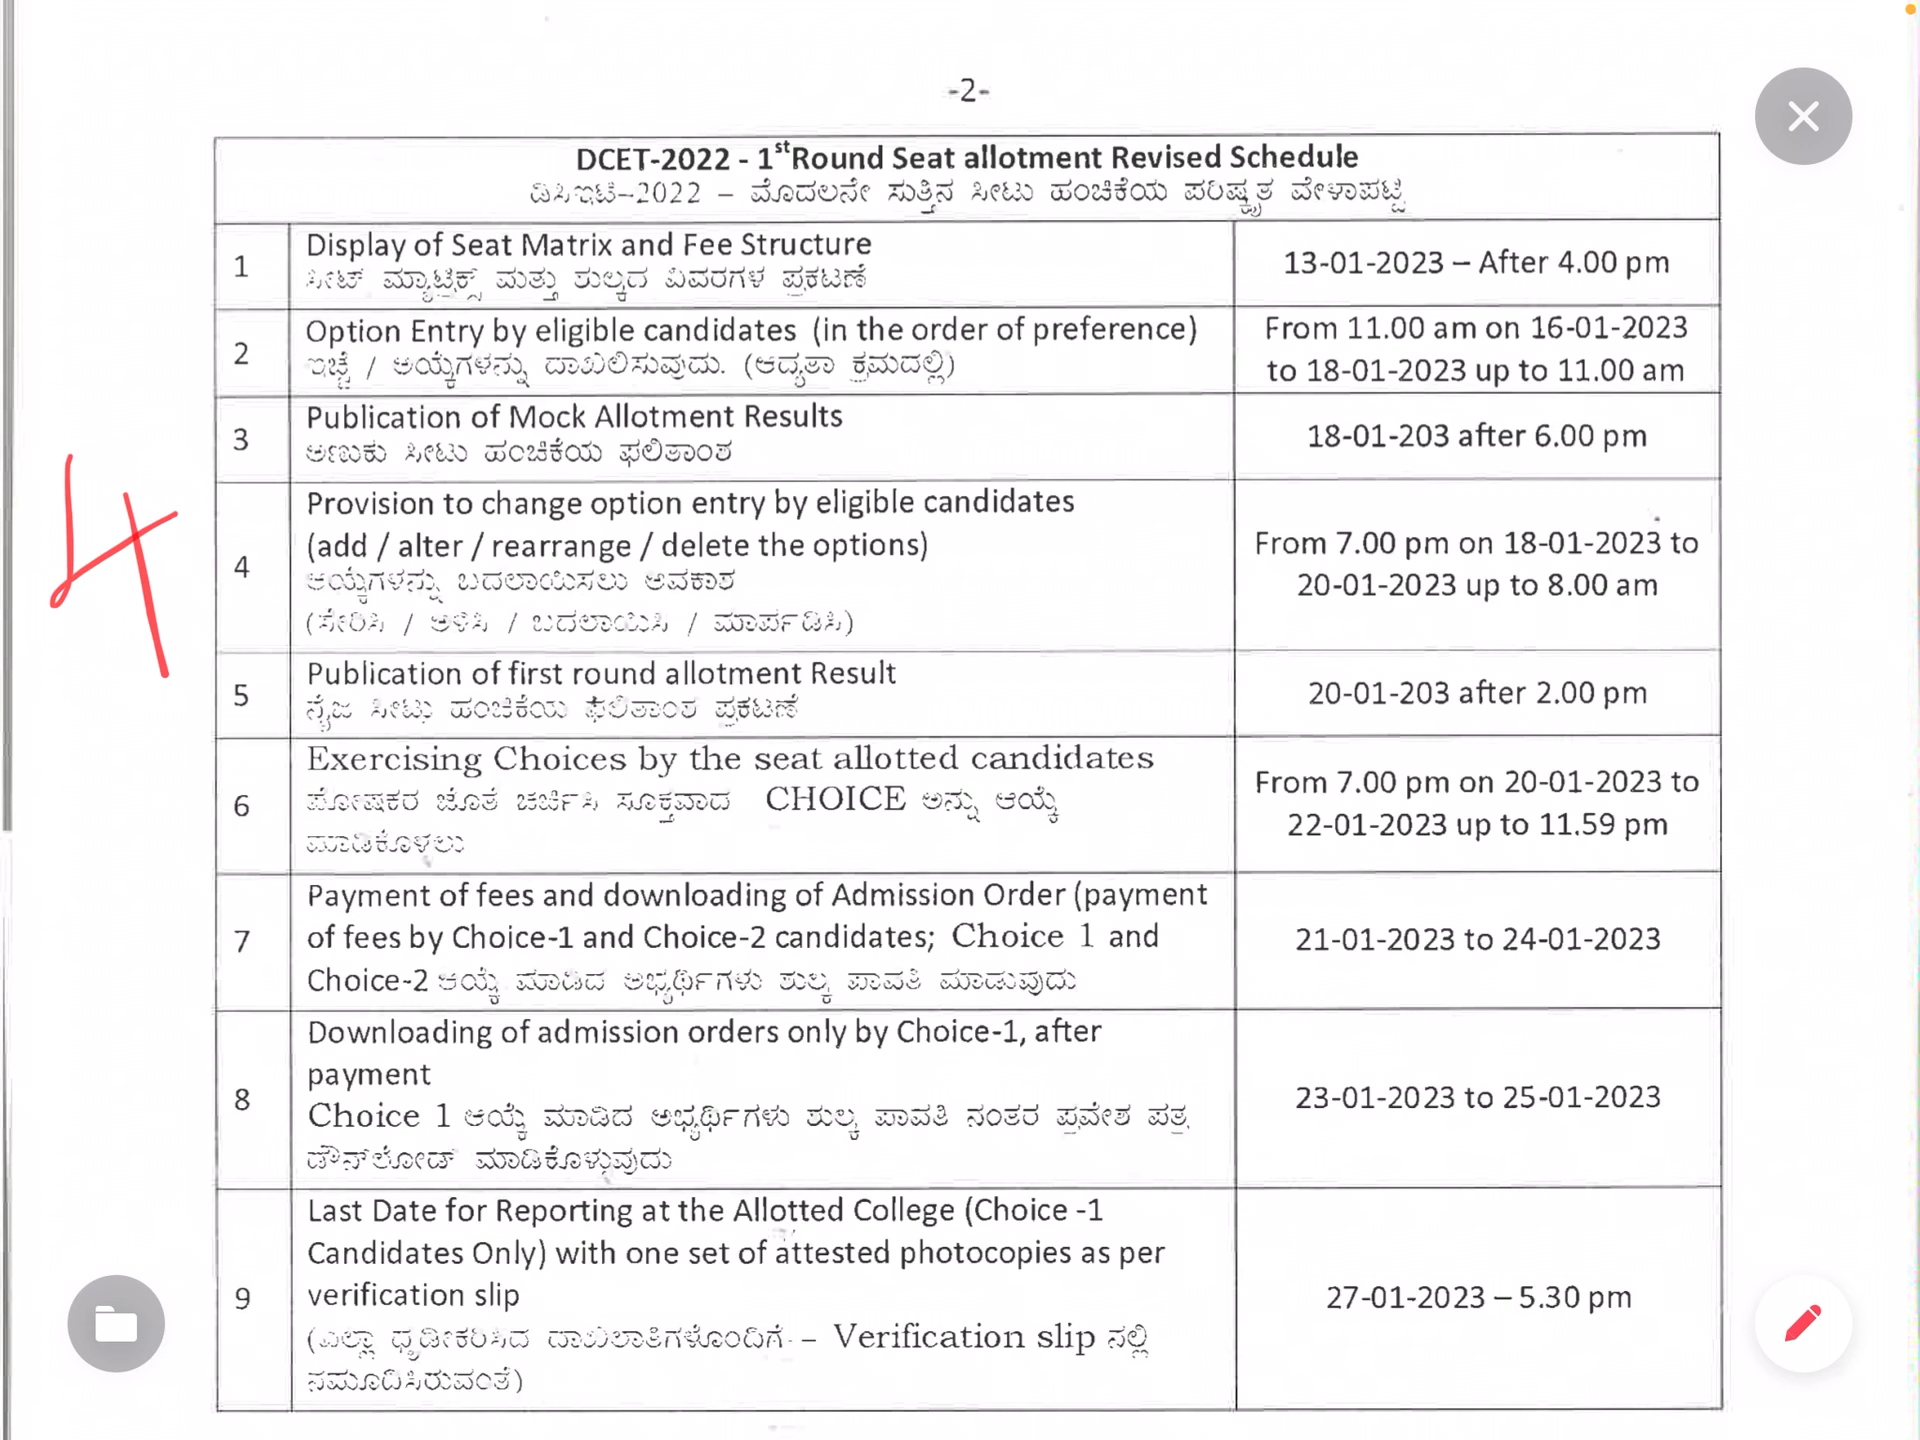 -2-
DCET-2022 - 1stRound Seat allotment Revised Schedule
ಡಿಸಿಇಟಿ-2022 – ಮೊದಲನೇ ಸುತ್ತಿನ ಸೀಟು ಹಂಚಿಕೆಯ ಪರಿಷ್ಕೃತ ವೇಳಾಪಟ್ಟಿ
1
Display of Seat Matrix and Fee Structure
ಸೀಟ್ ಮ್ಯಾಟ್ರಿಕ್ಸ್ ಮತ್ತು ಶುಲ್ಕದ ವಿವರಗಳ ಪ್ರಕಟಣೆ
13-01-2023 – After 4.00 pm
2
Option Entry by eligible candidates (in the order of preference)
ಇಚ್ಛೆ / ಆಯ್ಕೆಗಳನ್ನು ದಾಖಲಿಸುವುದು. (ಆದ್ಯತಾ ಕ್ರಮದಲ್ಲಿ)
From 11.00 am on 16-01-2023
to 18-01-2023 up to 11.00 am
3
Publication of Mock Allotment Results
ಅಣುಕು ಸೀಟು ಹಂಚಿಕೆಯ ಫಲಿತಾಂಶ
18-01-203 after 6.00 pm
4
4
Provision to change option entry by eligible candidates
(add / alter / rearrange / delete the options)
ಆಯ್ಕೆಗಳನ್ನು ಬದಲಾಯಿಸಲು ಅವಕಾಶ
(ಸೇರಿಸಿ / ಅಳಿಸಿ / ಬದಲಾಯಿಸಿ / ಮಾರ್ಪಡಿಸಿ)
From 7.00 pm on 18-01-2023 to
20-01-2023 up to 8.00 am
5
Publication of first round allotment Result
ನೈಜ ಸೀಟು ಹಂಚಿಕೆಯ ಫಲಿತಾಂಶ ಪ್ರಕಟಣೆ
20-01-203 after 2.00 pm
6
Exercising Choices by the seat allotted candidates
ಪೋಷಕರ ಜೊತೆ ಚರ್ಚಿಸಿ ಸೂಕ್ತವಾದ CHOICE ಅನ್ನು ಆಯ್ಕೆ
ಮಾಡಿಕೊಳಲು
From 7.00 pm on 20-01-2023 to
22-01-2023 up to 11.59 pm
7
Payment of fees and downloading of Admission Order (payment
of fees by Choice-1 and Choice-2 candidates; Choice 1 and
Choice-2 ಆಯ್ಕೆ ಮಾಡಿದ ಅಭ್ಯರ್ಥಿಗಳು ಶುಲ್ಕ ಪಾವತಿ ಮಾಡುವುದು
21-01-2023 to 24-01-2023
8
Downloading of admission orders only by Choice-1, after
payment
Choice 1 ಆಯ್ಕೆ ಮಾಡಿದ ಅಭ್ಯರ್ಥಿಗಳು ಶುಲ್ಕ ಪಾವತಿ ನಂತರ ಪ್ರವೇಶ ಪತ್ರ
ಡೌನ್‌ಲೋಡ್ ಮಾಡಿಕೊಳ್ಳುವುದು
23-01-2023 to 25-01-2023
9
Last Date for Reporting at the Allotted College (Choice -1
Candidates Only) with one set of attested photocopies as per
verification slip
(ಎಲ್ಲಾ ಧೃಡೀಕರಿಸಿದ ದಾಖಲಾತಿಗಳೊಂದಿಗೆ - – Verification slip ನಲ್ಲಿ
ನಮೂದಿಸಿರುವಂತೆ)
27-01-2023 – 5.30 pm